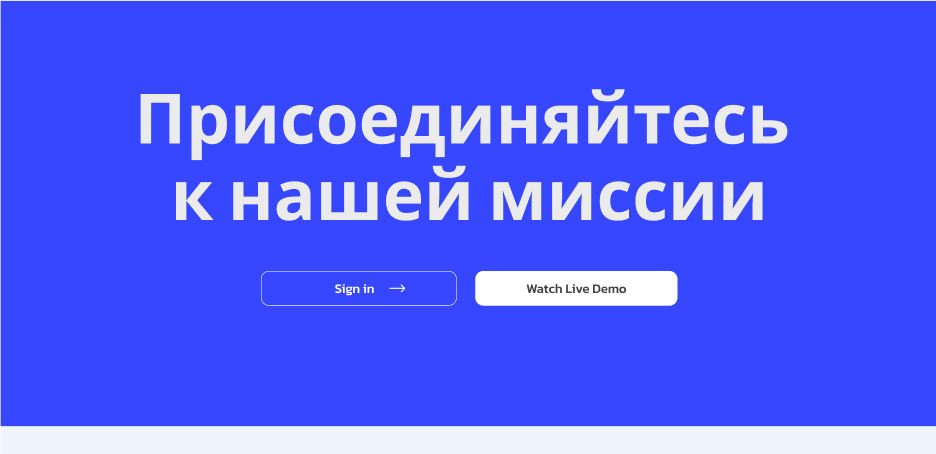 Присоединяйтесь
к нашей миссии
Sign in
Watch Live Demo